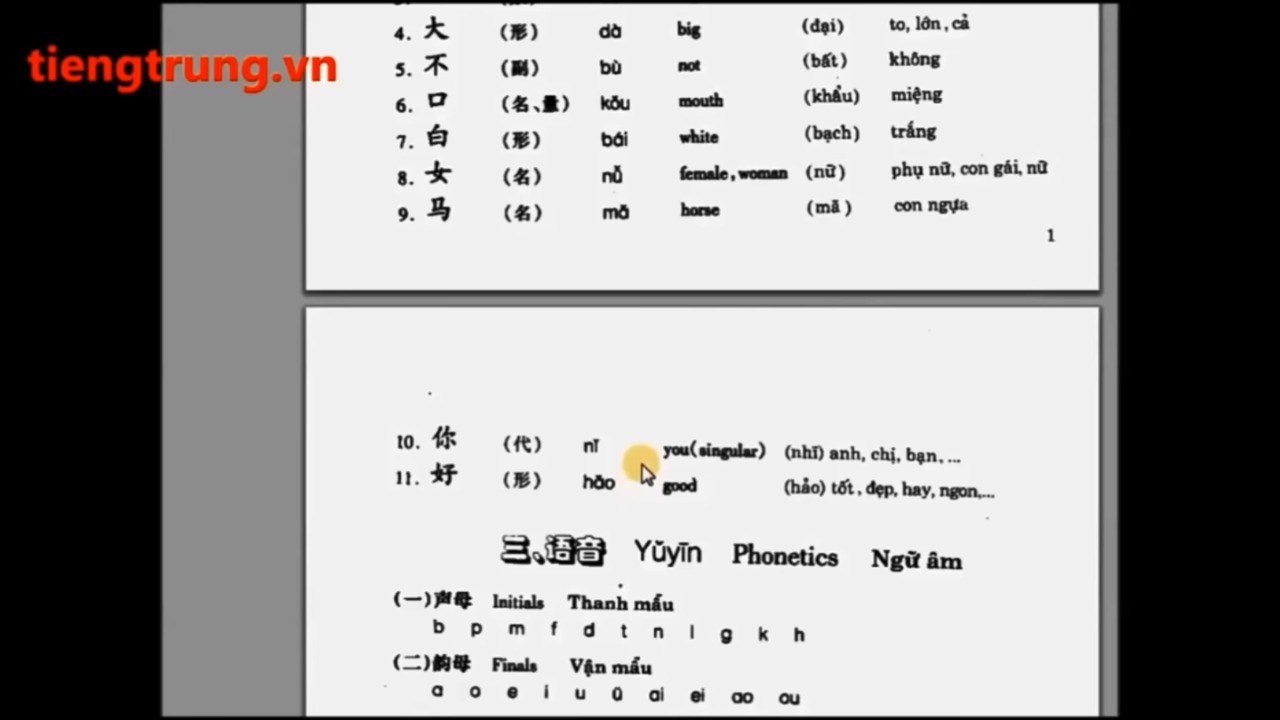 tiengtrung.vn
4. 大 (形) dà big (đại) to, lớn, cả
5. 不 (副) bù not (bất) không
6. 口 (名、量) kǒu mouth (khẩu) miệng
7. 白 (形) bái white (bạch) trắng
8. 女 (名) nǚ female, woman (nữ) phụ nữ, con gái, nữ
9. 马 (名) mǎ horse (mã) con ngựa
1
10. 你 (代) nǐ you(singular) (nhĩ) anh, chị, bạn, ...
11. 好 (形) hǎo good (hảo) tốt, đẹp, hay, ngon,...
三、语音 Yǔyīn Phonetics Ngữ âm
(一)声母 Initials Thanh mẫu
b p m f d t n l g k h
(二)韵母 Finals Vận mẫu
a o e i u ü ai ei ao ou